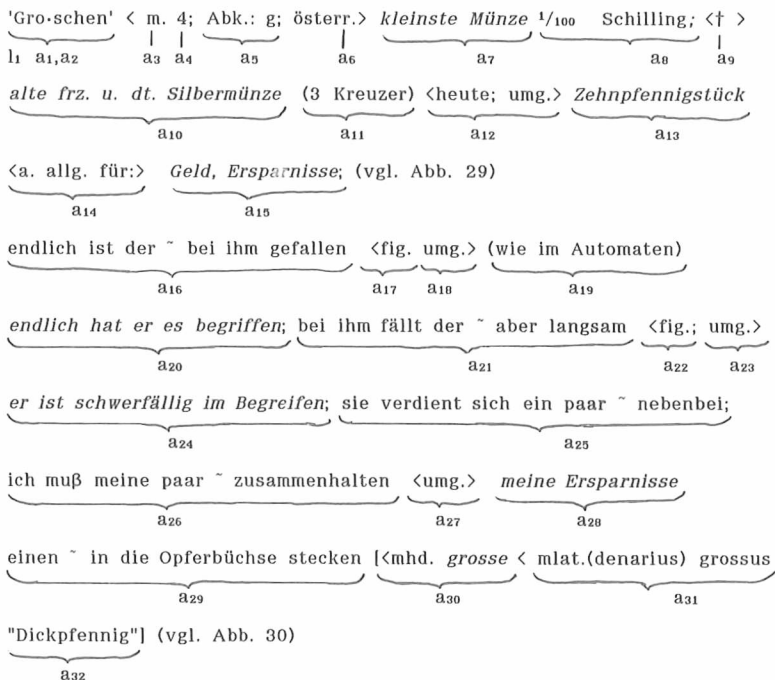 'Gro·schen' < m. 4; Abk.: g; österr.> kleinste Münze 1/100 Schilling; <† >
l1 a1,a2 a3 a4 a5 a6 a7 a8 a9
alte frz. u. dt. Silbermünze (3 Kreuzer) <heute; umg.> Zehnpfennigstück
a10 a11 a12 a13
<a. allg. für:> Geld, Ersparnisse; (vgl. Abb. 29)
a14 a15
endlich ist der ~ bei ihm gefallen <fig. umg.> (wie im Automaten)
a16 a17 a18 a19
endlich hat er es begriffen; bei ihm fällt der ~ aber langsam <fig.; umg.>
a20 a21 a22 a23
er ist schwerfällig im Begreifen; sie verdient sich ein paar ~ nebenbei;
a24 a25
ich muβ meine paar ~ zusammenhalten <umg.> meine Ersparnisse
a26 a27 a28
einen ~ in die Opferbüchse stecken [<mhd. grosse < mlat.(denarius) grossus
a29 a30 a31
"Dickpfennig"] (vgl. Abb. 30)
a32